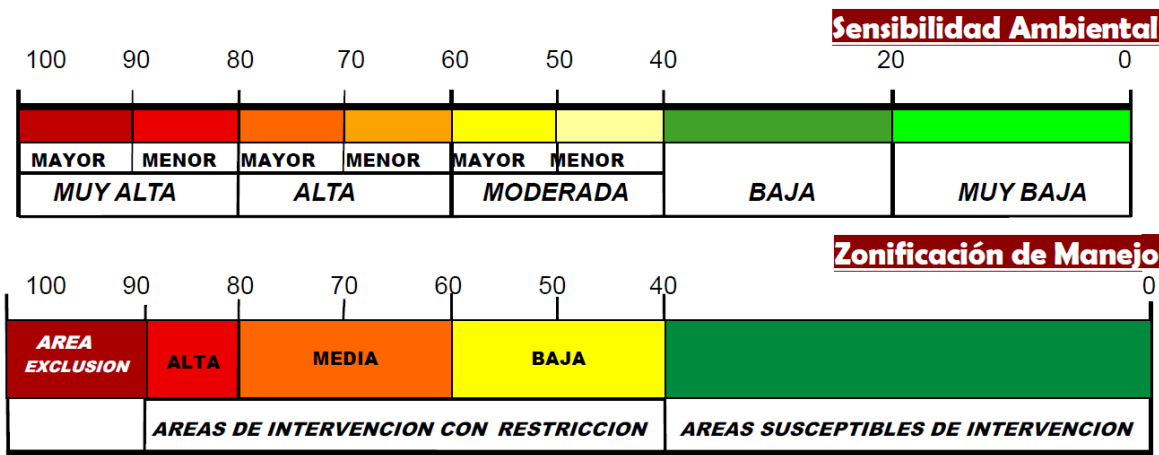 Sensibilidad Ambiental
100 90 80 70 60 50 40 20 0
MAYOR MENOR MAYOR MENOR MAYOR MENOR
MUY ALTA ALTA MODERADA BAJA MUY BAJA
Zonificación de Manejo
100 90 80 70 60 50 40 0
AREA
EXCLUSION ALTA MEDIA BAJA
AREAS DE INTERVENCION CON RESTRICCION AREAS SUSCEPTIBLES DE INTERVENCION